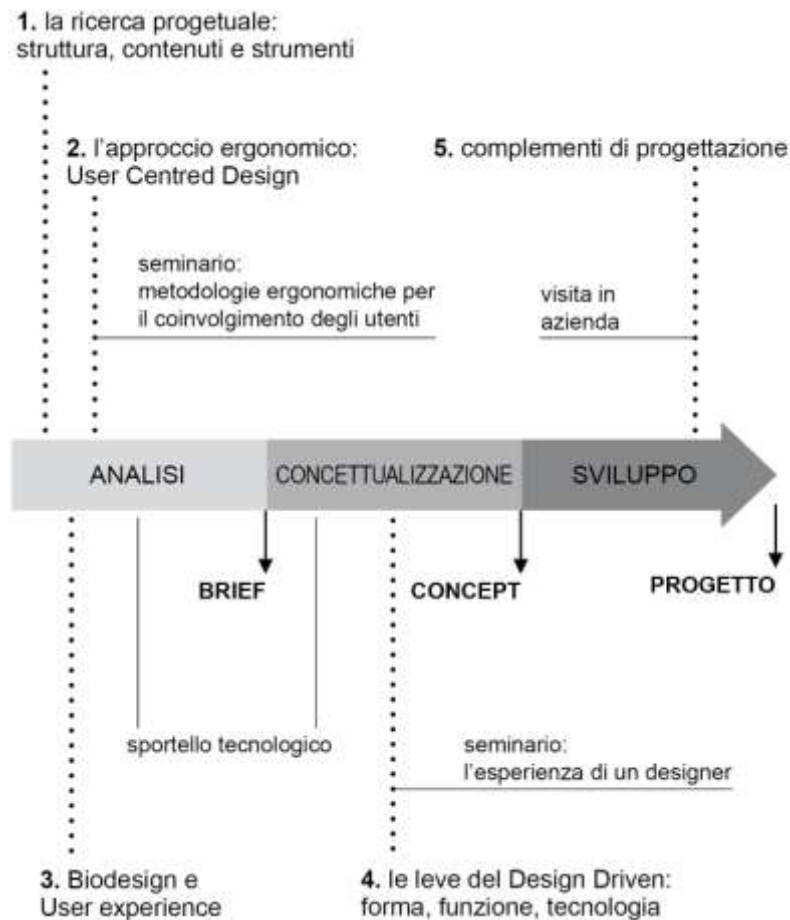 1. la ricerca progetuale:
struttura, contenuti e strumenti
2. l'approccio ergonomico:
User Centred Design
5. complementi di progettazione
seminario:
metodologie ergonomiche per
il coinvolgimento degli utenti
visita in
azienda
ANALISI
CONCETTUALIZZAZIONE
SVILUPPO
BRIEF
CONCEPT
PROGETTO
sportello tecnologico
seminario:
l'esperienza di un designer
3. Biodesign e
User experience
4. le leve del Design Driven:
forma, funzione, tecnologia